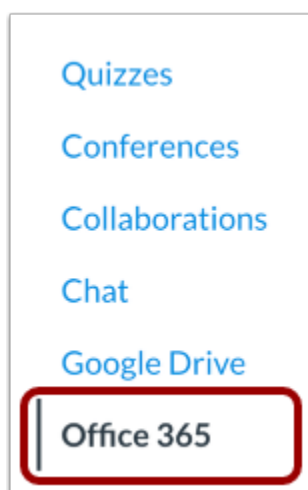 Quizzes
Conferences
Collaborations
Chat
Google Drive
Office 365